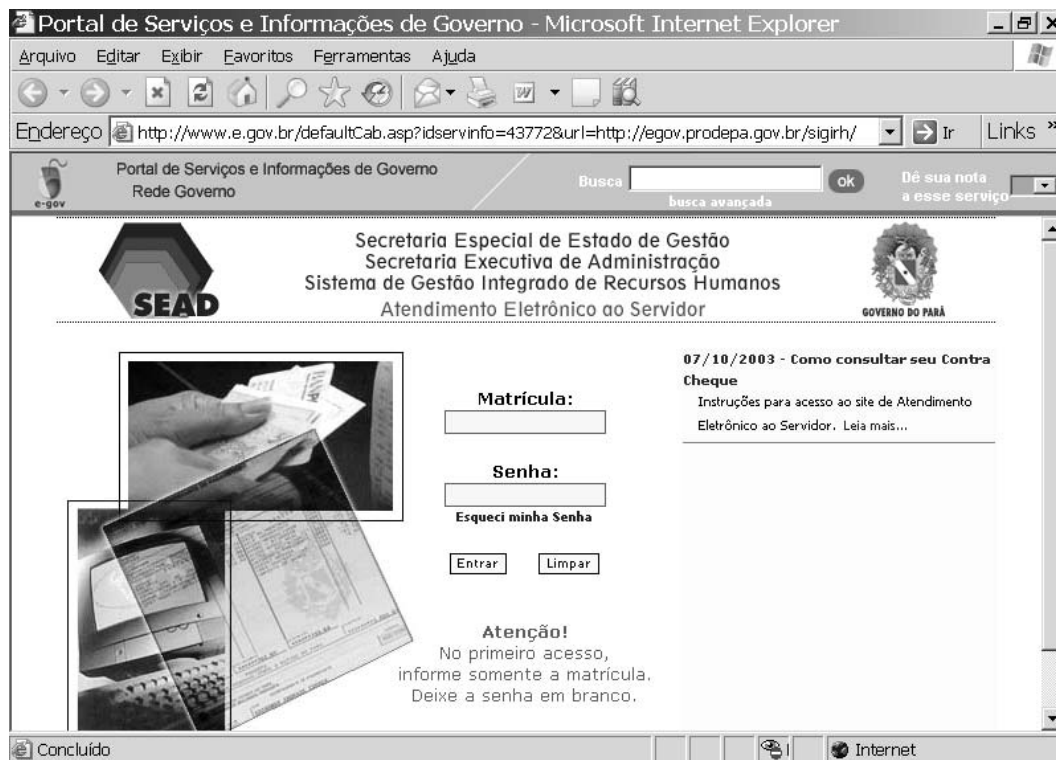 Portal de Serviços e Informações de Governo - Microsoft Internet Explorer
Arquivo Editar Exibir Favoritos Ferramentas Ajuda
Endereço http://www.e.gov.br/defaultCab.asp?idservinfo=43772&url=http://egov.prodepa.gov.br/sigirh/ Ir Links »
e-gov
Portal de Serviços e Informações de Governo
Rede Governo
Busca ok
busca avançada
Dê sua nota
a esse serviço
SEAD
Secretaria Especial de Estado de Gestão
Secretaria Executiva de Administração
Sistema de Gestão Integrado de Recursos Humanos
Atendimento Eletrônico ao Servidor
GOVERNO DO PARÁ
Matrícula:
Senha:
Esqueci minha Senha
Entrar Limpar
Atenção!
No primeiro acesso,
informe somente a matrícula.
Deixe a senha em branco.
07/10/2003 - Como consultar seu Contra
Cheque
Instruções para acesso ao site de Atendimento
Eletrônico ao Servidor. Leia mais...
Concluído Internet